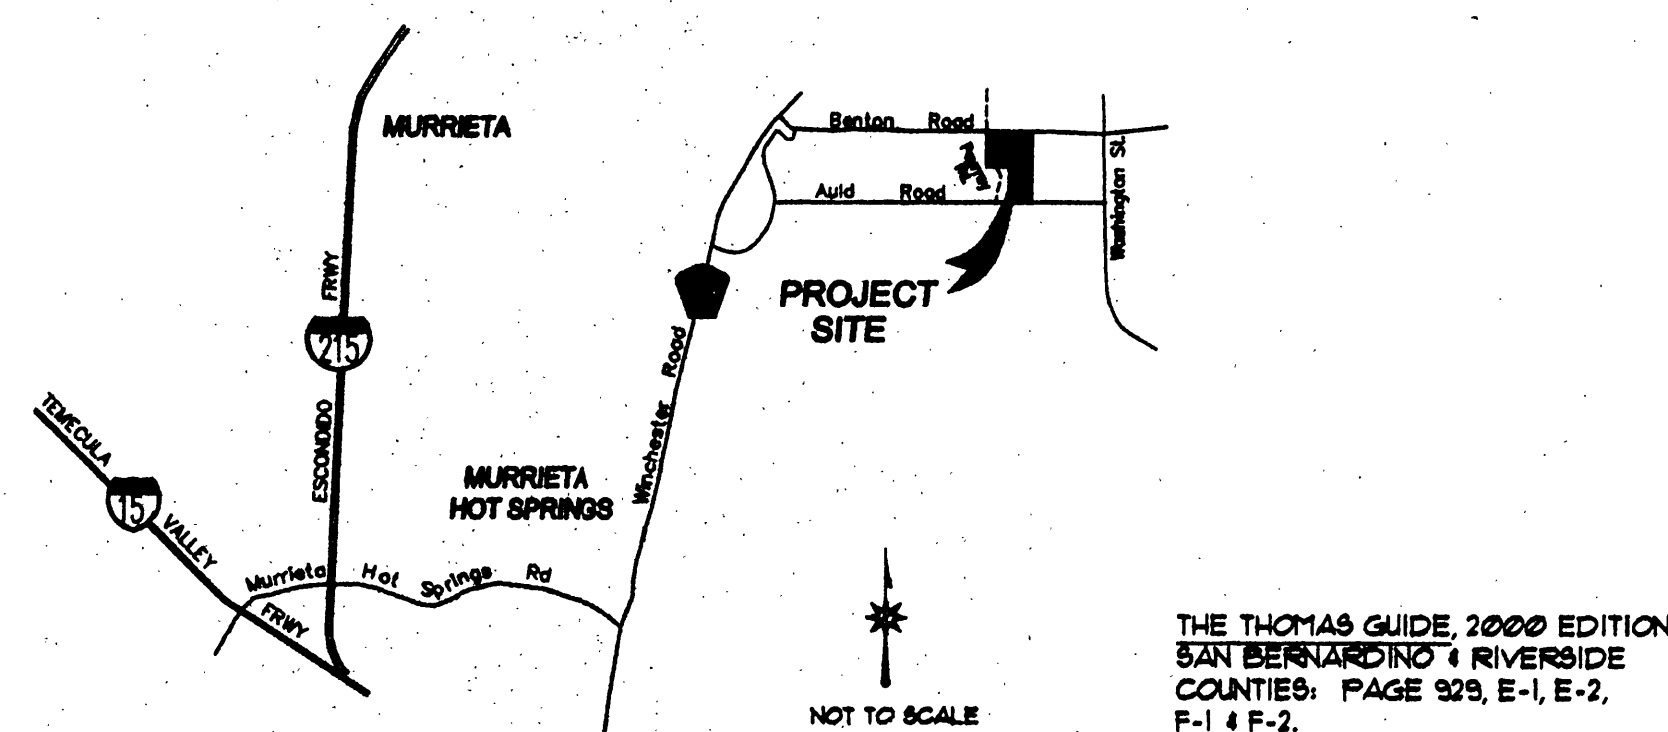 MURRIETA
Benton Road
Auld Road
Washington St.
FRWY
215
ESCONDIDO
PROJECT
SITE
Winchester Road
TEMECULA
15
VALLEY
FRWY
MURRIETA
HOT SPRINGS
Murrieta Hot Springs Rd
NOT TO SCALE
THE THOMAS GUIDE, 2000 EDITION
SAN BERNARDINO & RIVERSIDE
COUNTIES: PAGE 929, E-1, E-2,
F-1 & F-2.